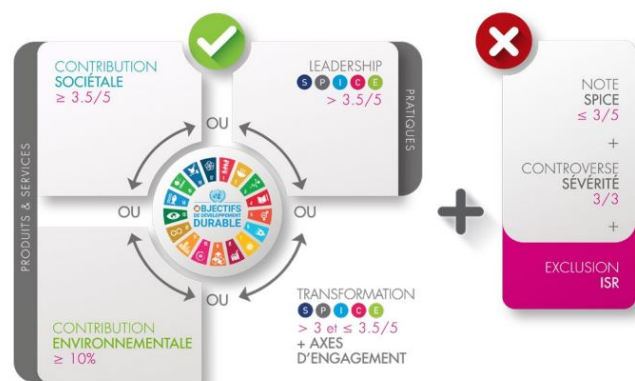 CONTRIBUTION
SOCIÉTALE
≥ 3.5/5
LEADERSHIP
S P I C E
> 3.5/5
PRODUITS & SERVICES
PRATIQUES
OU
OU
OU
OU
OBJECTIFS
DE DÉVELOPPEMENT
DURABLE
CONTRIBUTION
ENVIRONNEMENTALE
≥ 10%
TRANSFORMATION
S P I C E
> 3 et ≤ 3.5/5
+ AXES
D'ENGAGEMENT
+
NOTE
SPICE
≤ 3/5
+
CONTROVERSE
SÉVÉRITÉ
3/3
+
EXCLUSION
ISR